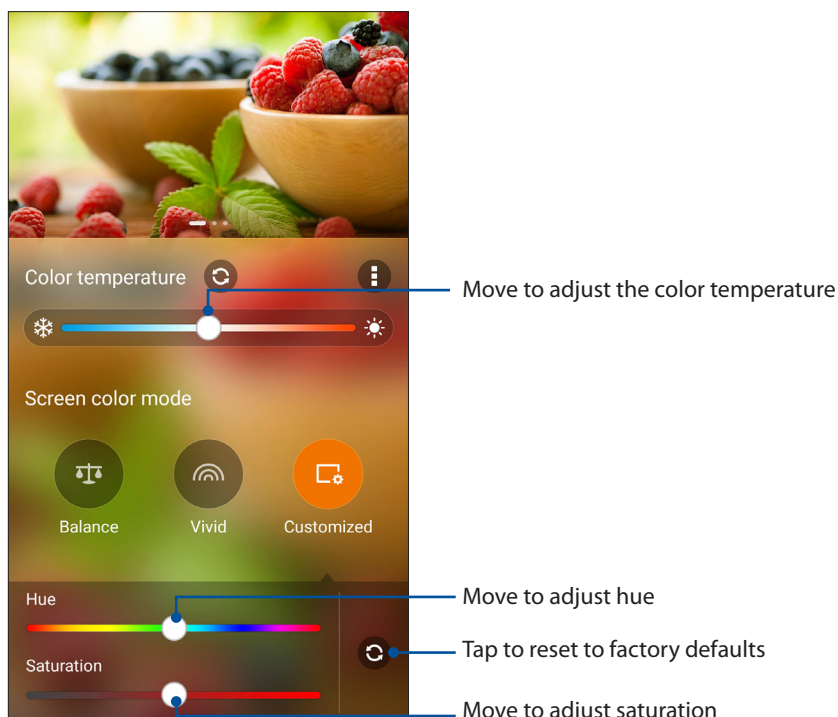 Color temperature
Move to adjust the color temperature
Screen color mode
Balance
Vivid
Customized
Hue
Move to adjust hue
Tap to reset to factory defaults
Saturation
Move to adjust saturation